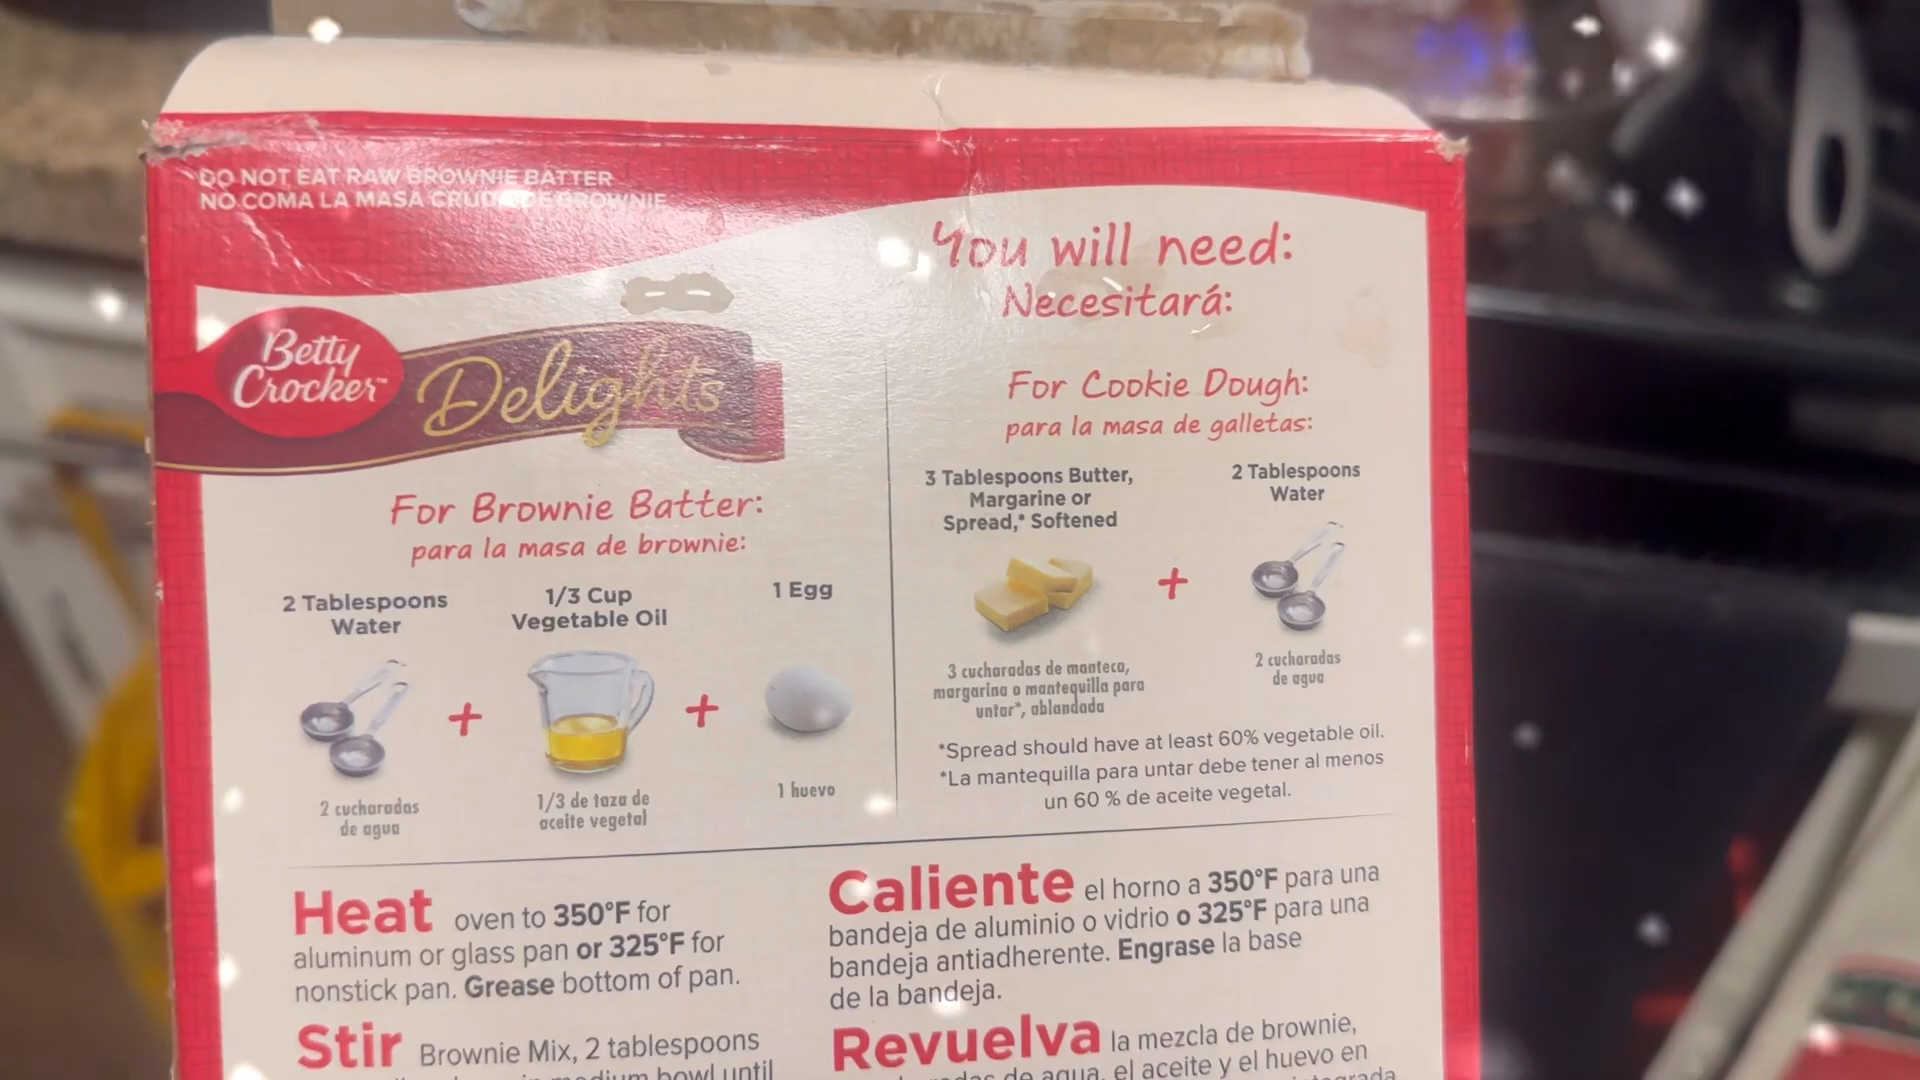 DO NOT EAT RAW BROWNIE BATTER
NO COMA LA MASA CRUDA DE BROWNIE
Betty
Crocker™
Delights
For Brownie Batter:
para la masa de brownie:
2 Tablespoons
Water
1/3 Cup
Vegetable Oil
1 Egg
2 cucharadas
de agua
1/3 de taza de
aceite vegetal
1 huevo
You will need:
Necesitará:
For Cookie Dough:
para la masa de galletas:
3 Tablespoons Butter,
Margarine or
Spread,* Softened
2 Tablespoons
Water
3 cucharadas de manteca,
margarina o mantequilla para
untar*, ablandada
2 cucharadas
de agua
*Spread should have at least 60% vegetable oil.
*La mantequilla para untar debe tener al menos
un 60 % de aceite vegetal.
Heat oven to 350°F for
aluminum or glass pan or 325°F for
nonstick pan. Grease bottom of pan.
Stir Brownie Mix, 2 tablespoons
medium bowl until
Caliente el horno a 350°F para una
bandeja de aluminio o vidrio o 325°F para una
bandeja antiadherente. Engrase la base
de la bandeja.
Revuelva la mezcla de brownie,
de agua, el aceite y el huevo en